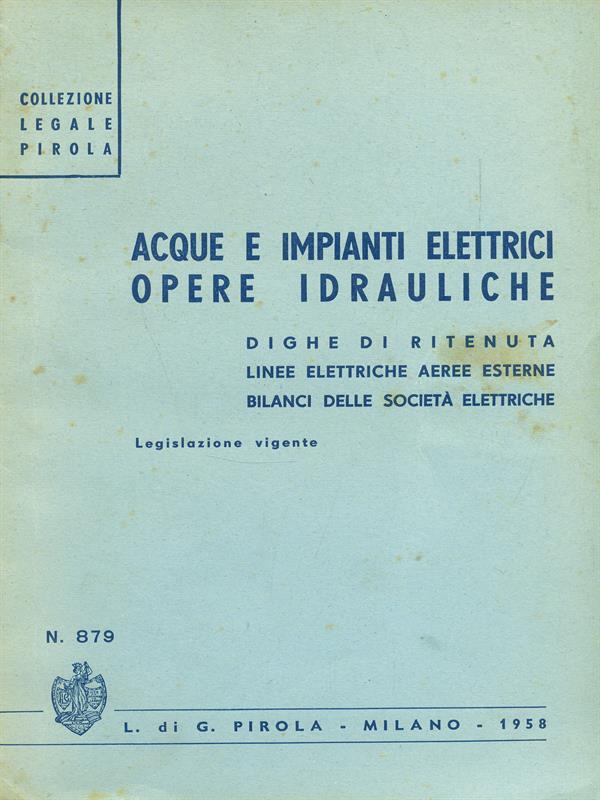 COLLEZIONE
LEGALE
PIROLA
ACQUE E IMPIANTI ELETTRICI
OPERE IDRAULICHE
DIGHE DI RITENUTA
LINEE ELETTRICHE AEREE ESTERNE
BILANCI DELLE SOCIETÀ ELETTRICHE
Legislazione vigente
N. 879
L. di G. PIROLA - MILANO - 1958